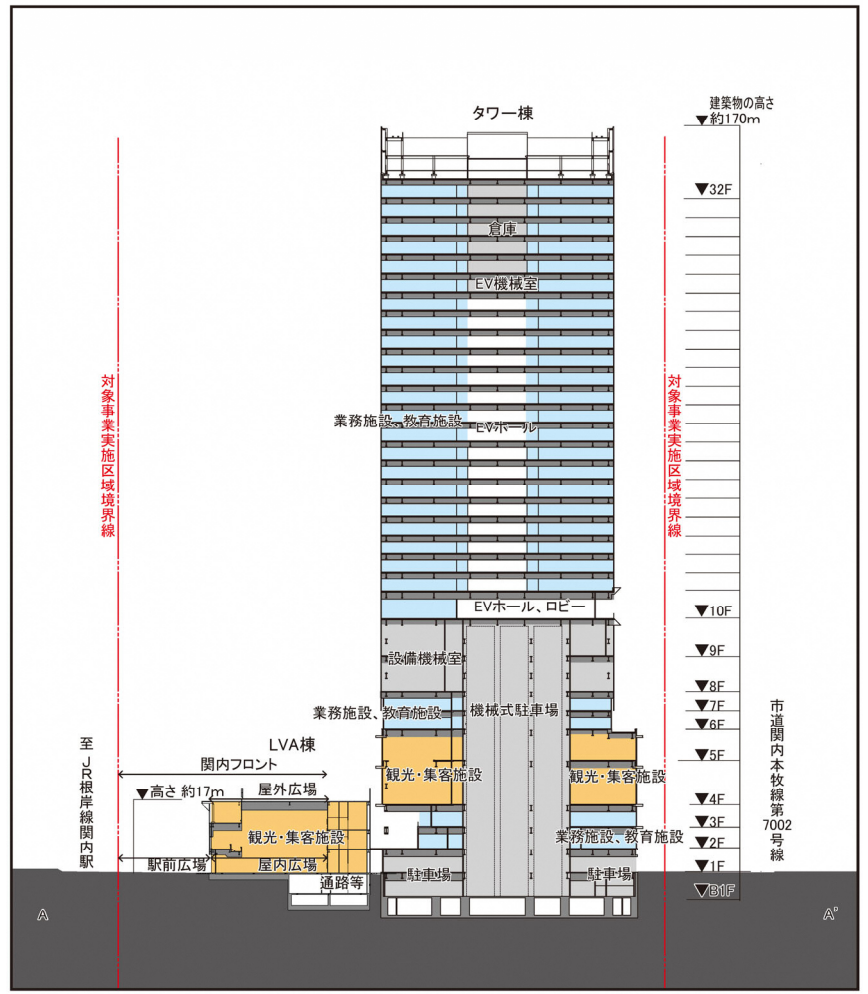 建築物の高さ
▼約170m
タワー棟
▼32F
倉庫
EV機械室
対象事業実施区域境界線
対象事業実施区域境界線
業務施設、教育施設
EVホール
EVホール、ロビー
▼10F
設備機械室
▼9F
▼8F
機械式駐車場
▼7F
業務施設、教育施設
▼6F
市道関内本牧線第7002号線
至 JR根岸線関内駅
LVA棟
▼5F
関内フロント
観光・集客施設
観光・集客施設
▼高さ 約17m
屋外広場
▼4F
▼3F
観光・集客施設
業務施設、教育施設
▼2F
駅前広場
屋内広場
▼1F
通路等
駐車場
駐車場
▼B1F
A
A'